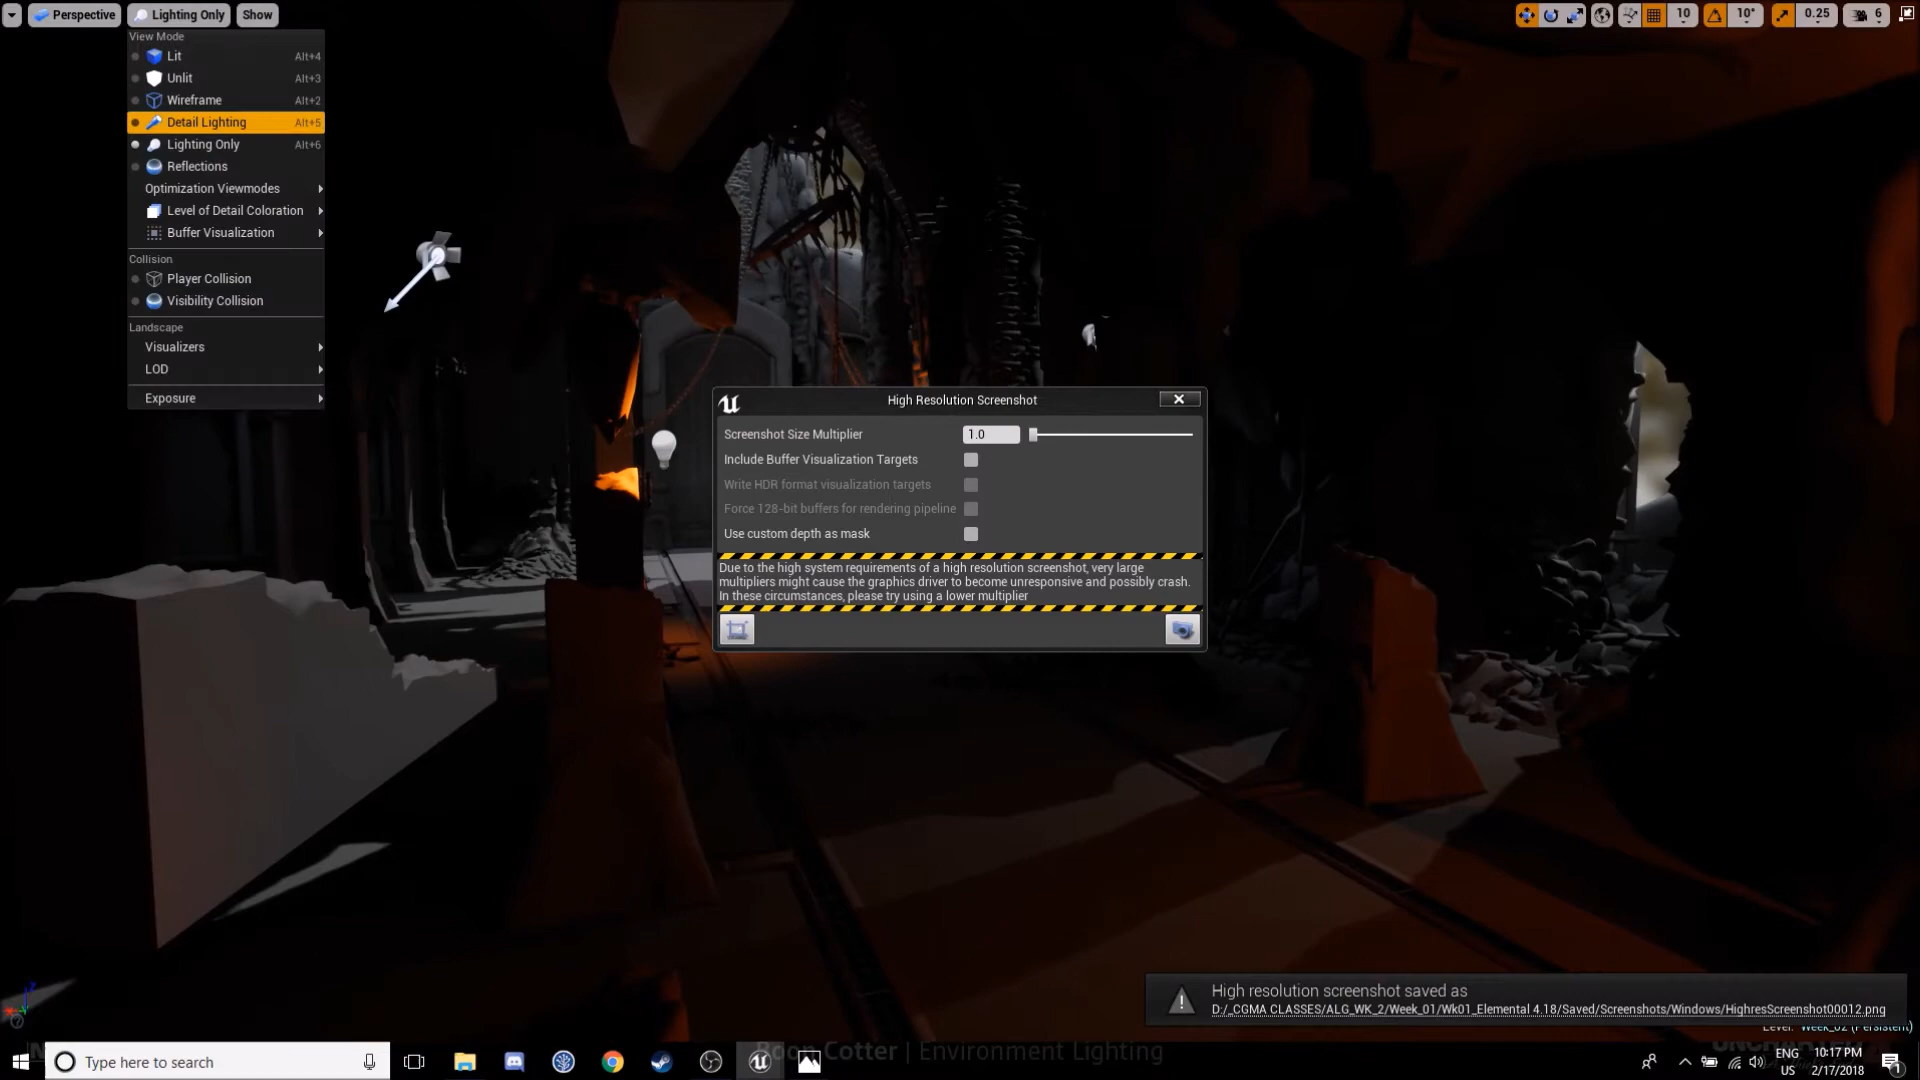 Perspective
Lighting Only
Show
10
10°
0.25
6
View Mode
Lit Alt+4
Unlit Alt+3
Wireframe Alt+2
Detail Lighting Alt+5
Lighting Only Alt+6
Reflections
Optimization Viewmodes
Level of Detail Coloration
Buffer Visualization
Collision
Player Collision
Visibility Collision
Landscape
Visualizers
LOD
Exposure
High Resolution Screenshot
Screenshot Size Multiplier 1.0
Include Buffer Visualization Targets
Write HDR format visualization targets
Force 128-bit buffers for rendering pipeline
Use custom depth as mask
Due to the high system requirements of a high resolution screenshot, very large
multipliers might cause the graphics driver to become unresponsive and possibly crash.
In these circumstances, please try using a lower multiplier
High resolution screenshot saved as
D:/_CGMA CLASSES/ALG_WK_2/Week_01/Wk01_Elemental 4.18/Saved/Screenshots/Windows/HighresScreenshot00012.png
Level: Week_02 (Persistent)
Type here to search
Cotter | Environment Lighting
ENG
US
10:17 PM
2/17/2018
1